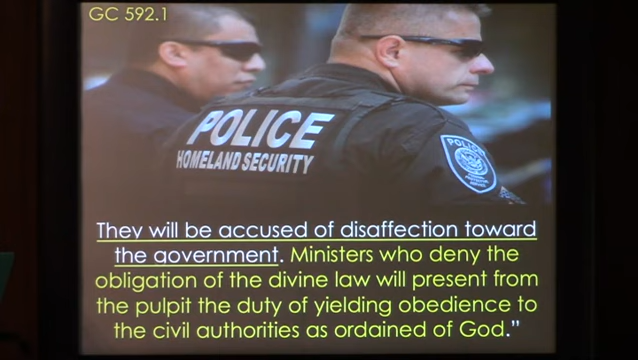 GC 592.1
POLICE
HOMELAND SECURITY
POLICE
They will be accused of disaffection toward
the government. Ministers who deny the
obligation of the divine law will present from
the pulpit the duty of yielding obedience to
the civil authorities as ordained of God.”